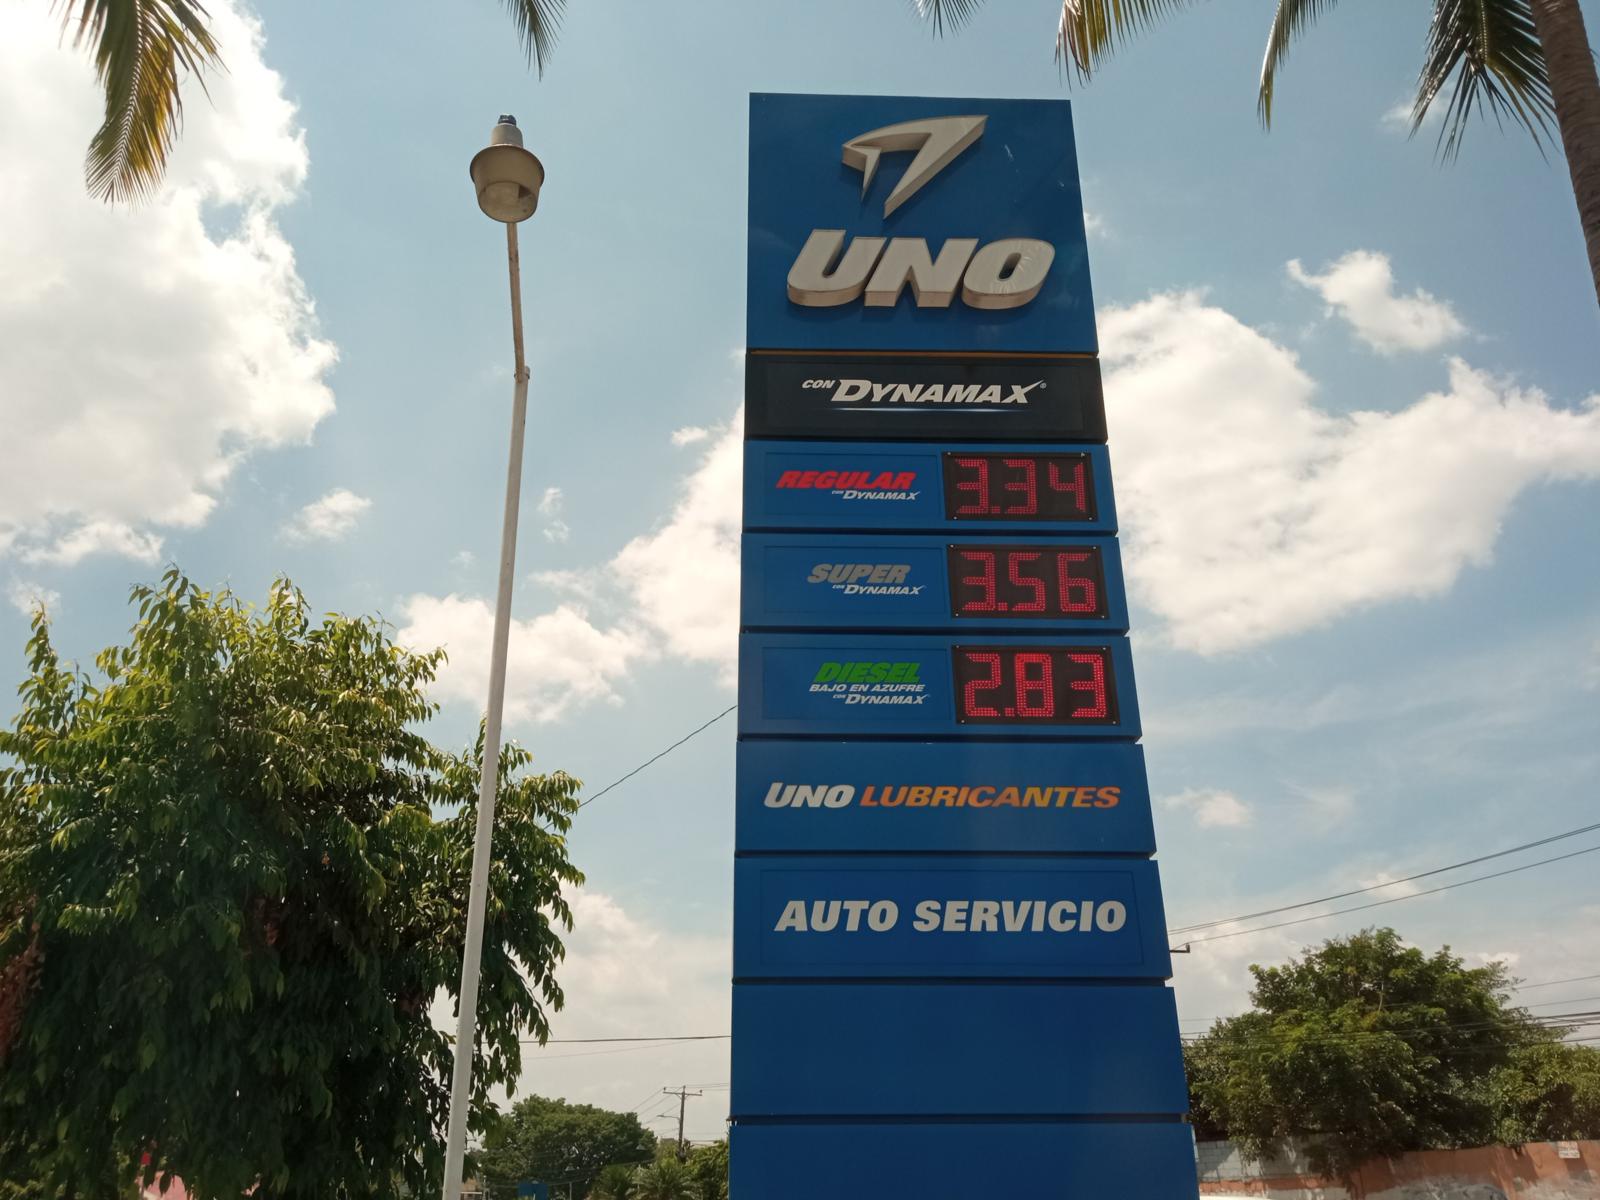 UNO
CON DYNAMAX®
REGULAR 3.34
CON DYNAMAX
SUPER 3.56
CON DYNAMAX
DIESEL 2.83
BAJO EN AZUFRE
CON DYNAMAX
UNO LUBRICANTES
AUTO SERVICIO